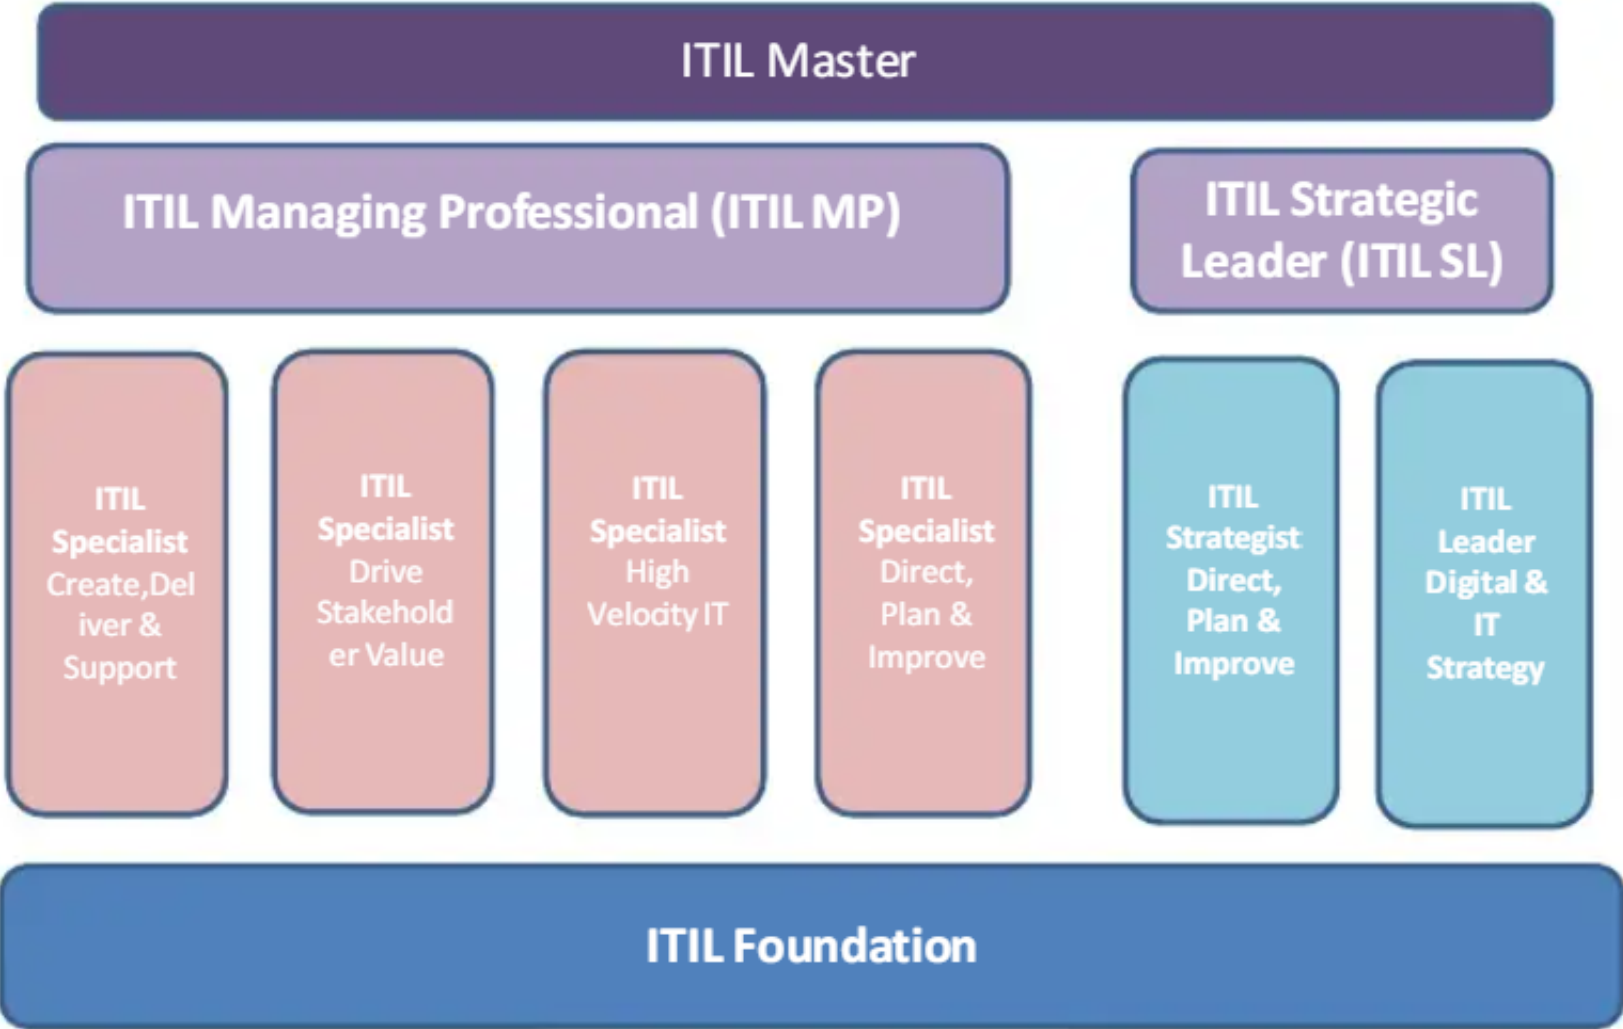 ITIL Master
ITIL Managing Professional (ITIL MP)
ITIL Strategic
Leader (ITIL SL)
ITIL
Specialist
Create,Del
iver &
Support
ITIL
Specialist
Drive
Stakehold
er Value
ITIL
Specialist
High
Velocity IT
ITIL
Specialist
Direct,
Plan &
Improve
ITIL
Strategist
Direct,
Plan &
Improve
ITIL
Leader
Digital &
IT
Strategy
ITIL Foundation